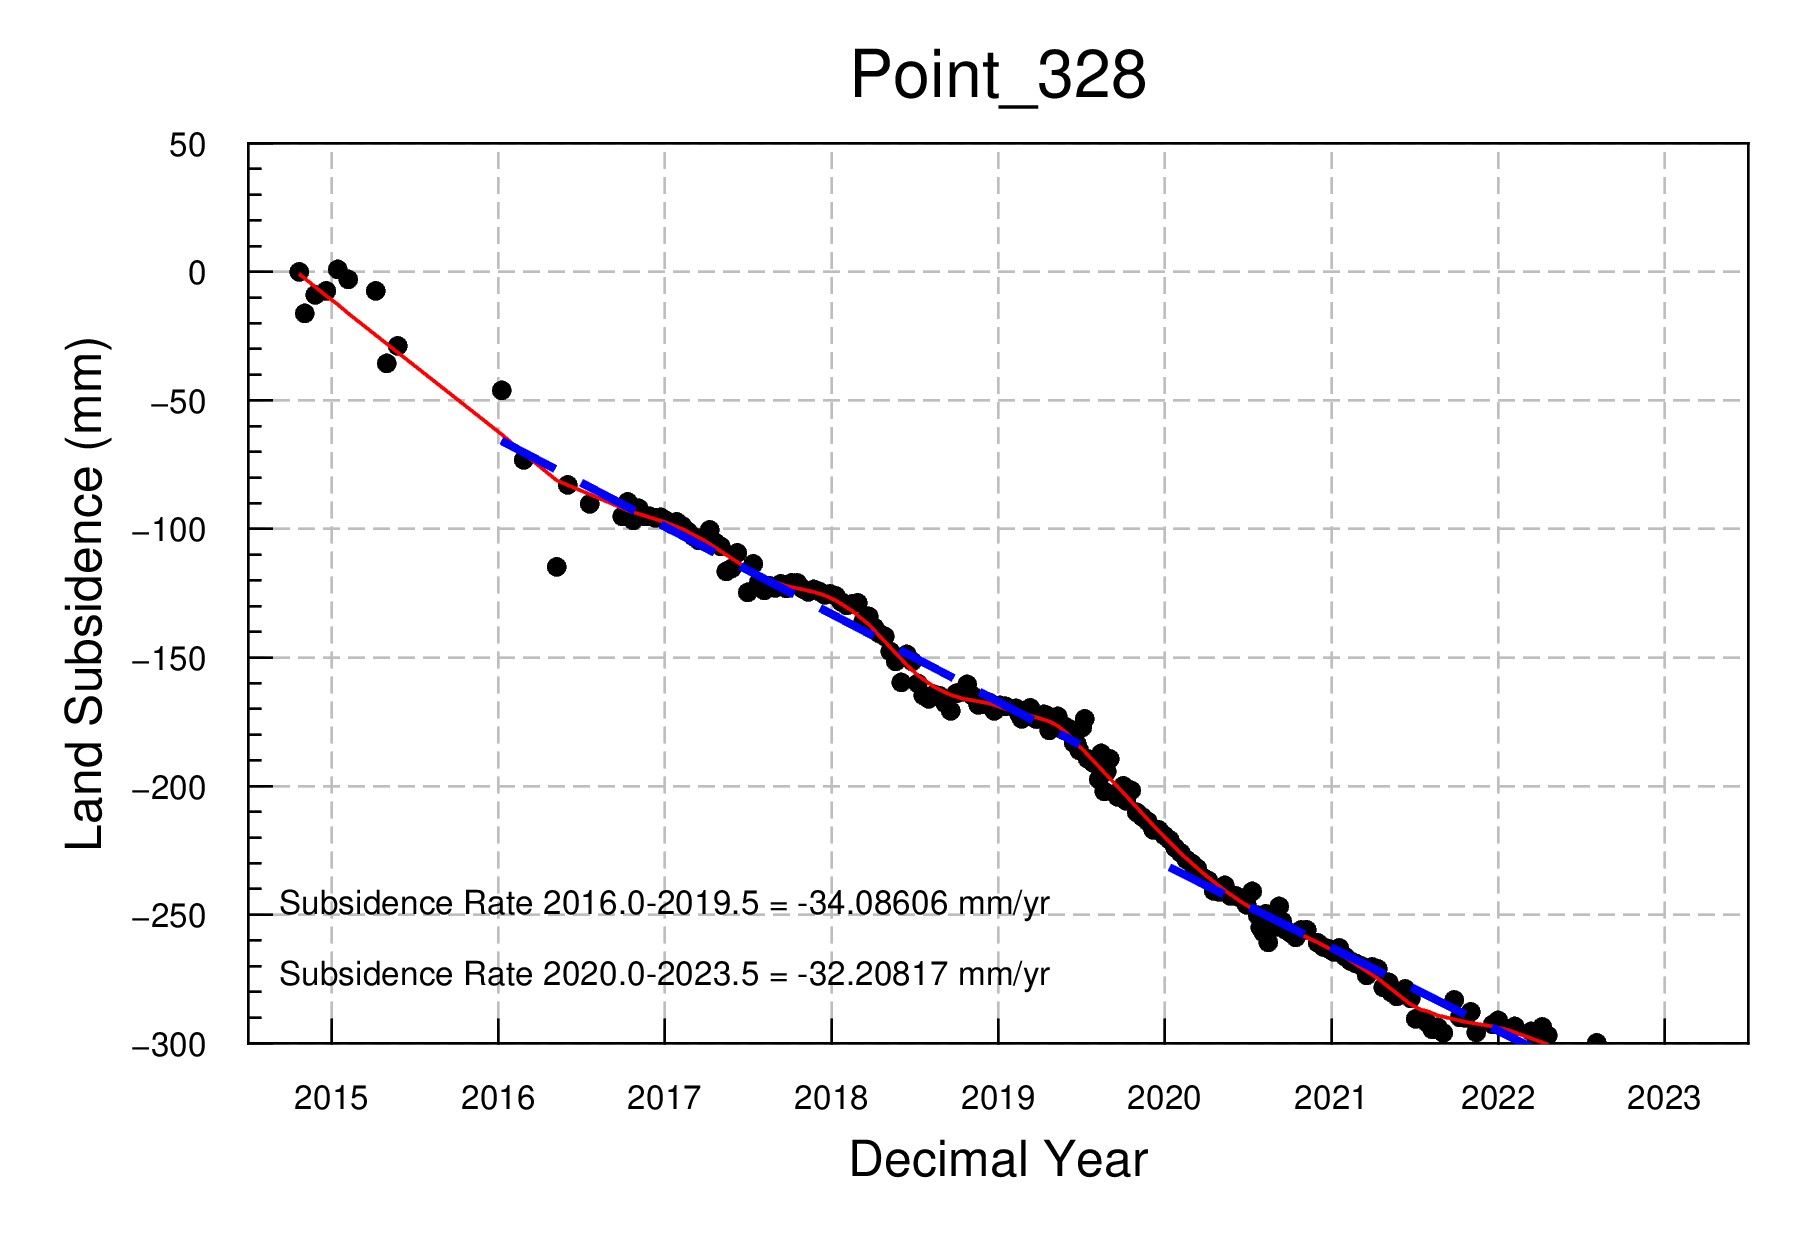 Point_328
50
0
−50
−100
−150
−200
−250
−300
Land Subsidence (mm)
Subsidence Rate 2016.0-2019.5 = -34.08606 mm/yr
Subsidence Rate 2020.0-2023.5 = -32.20817 mm/yr
2015 2016 2017 2018 2019 2020 2021 2022 2023
Decimal Year